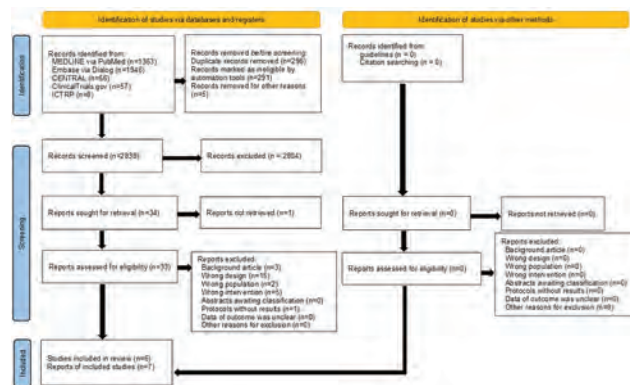 Identification of studies via databases and registers
Identification of studies via other methods
Identification
Records identified from:
MEDLINE via PubMed (n=1363)
Embase via Dialog (n=1946)
CENTRAL (n=56)
ClinicalTrials.gov (n=57)
ICTRP (n=8)
Records removed before screening:
Duplicate records removed (n=296)
Records marked as ineligible by
automation tools (n=291)
Records removed for other reasons
(n=5)
Records identified from:
guidelines (n = 0)
Citation searching (n = 0)
Screening
Records screened (n=2838)
Records excluded (n = 2804)
Reports sought for retrieval (n=34)
Reports not retrieved (n=1)
Reports sought for retrieval (n=0)
Reports not retrieved (n=0)
Reports assessed for eligibility (n=33)
Reports excluded:
Background article (n=3)
Wrong design (n=15)
Wrong population (n=2)
Wrong intervention (n=5)
Abstracts awaiting classification (n=0)
Protocols without results (n=1)
Data of outcome was unclear (n=0)
Other reasons for exclusion (n=0)
Reports assessed for eligibility (n=0)
Reports excluded:
Background article (n=0)
Wrong design (n=0)
Wrong population (n=0)
Wrong intervention (n=0)
Abstracts awaiting classification (n=0)
Protocols without results (n=0)
Data of outcome was unclear (n=0)
Other reasons for exclusion (n=0)
Included
Studies included in review (n=6)
Reports of included studies (n=7)